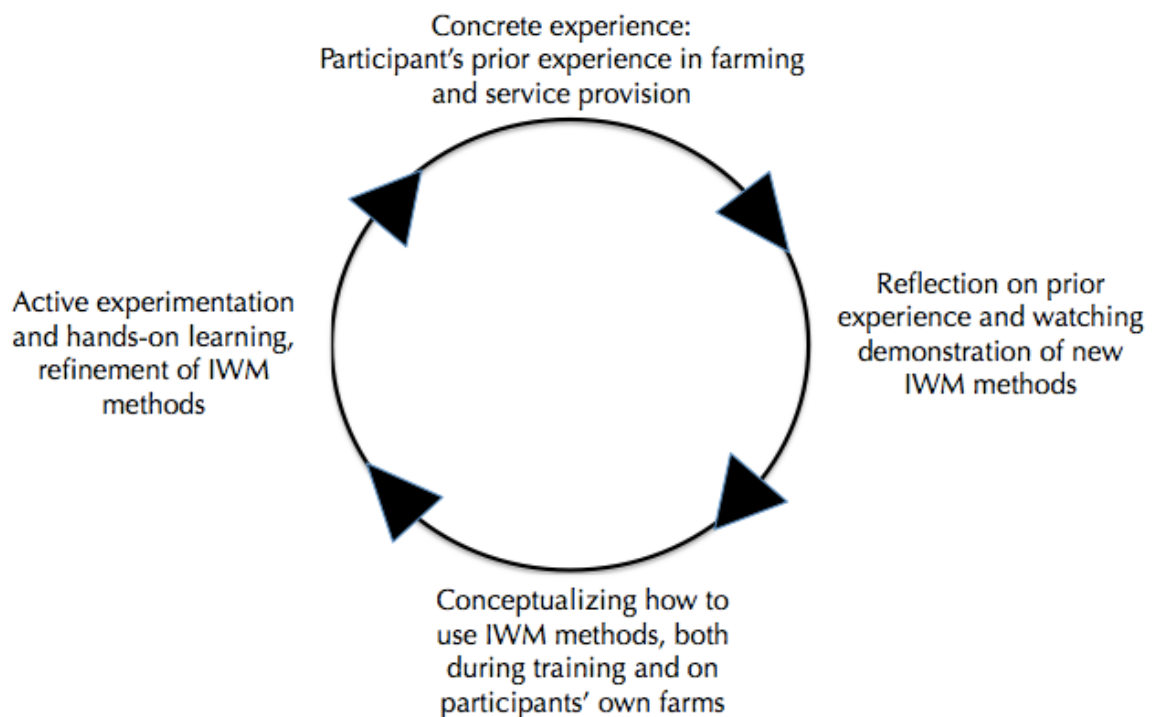 Concrete experience:
Participant’s prior experience in farming
and service provision
Reflection on prior
experience and watching
demonstration of new
IWM methods
Conceptualizing how to
use IWM methods, both
during training and on
participants’ own farms
Active experimentation
and hands-on learning,
refinement of IWM
methods